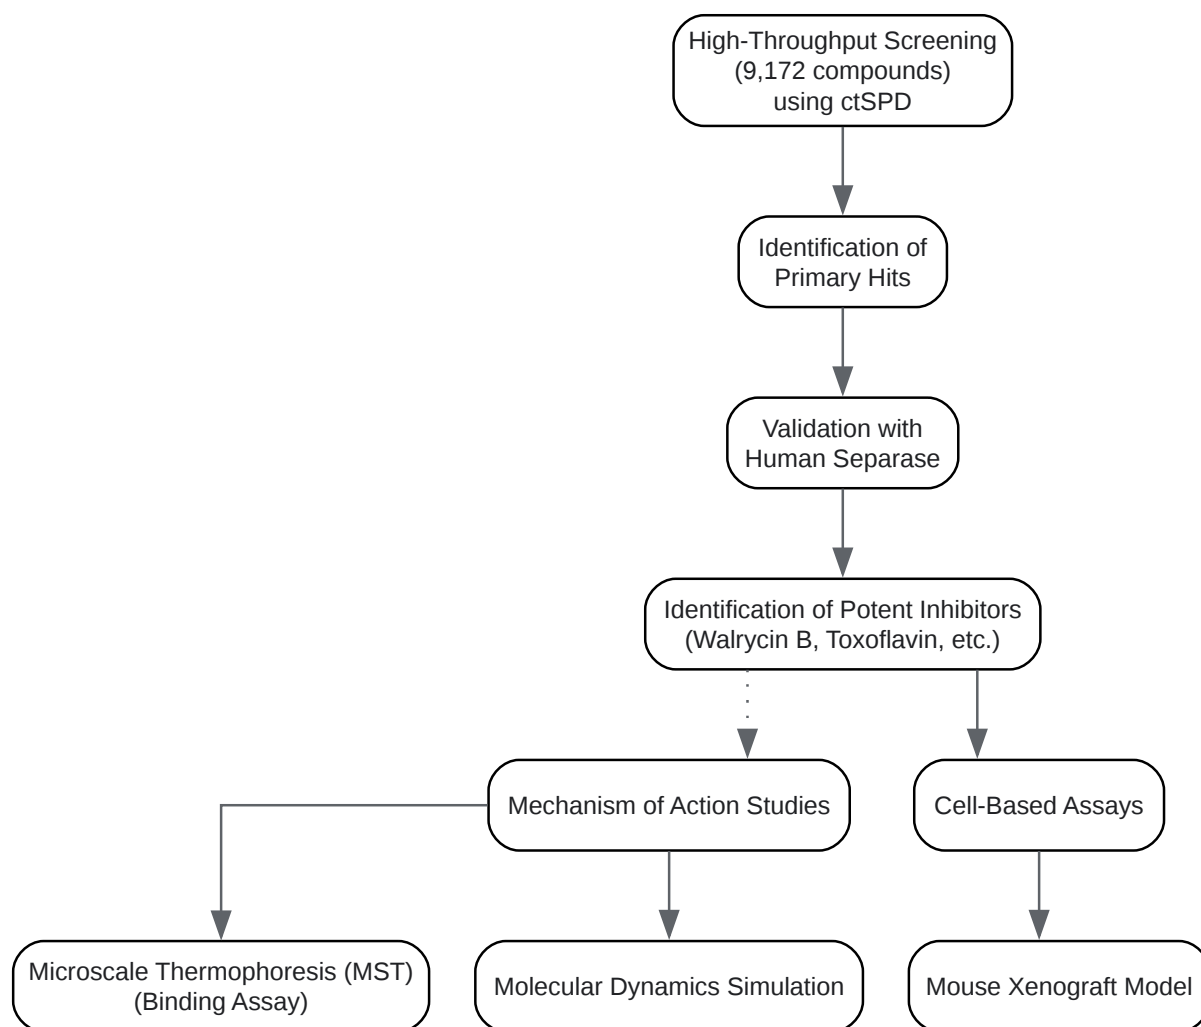 High-Throughput Screening
(9,172 compounds)
using ctSPD
Identification of
Primary Hits
Validation with
Human Separase
Identification of Potent Inhibitors
(Walrycin B, Toxoflavin, etc.)
Mechanism of Action Studies
Cell-Based Assays
Microscale Thermophoresis (MST)
(Binding Assay)
Molecular Dynamics Simulation
Mouse Xenograft Model